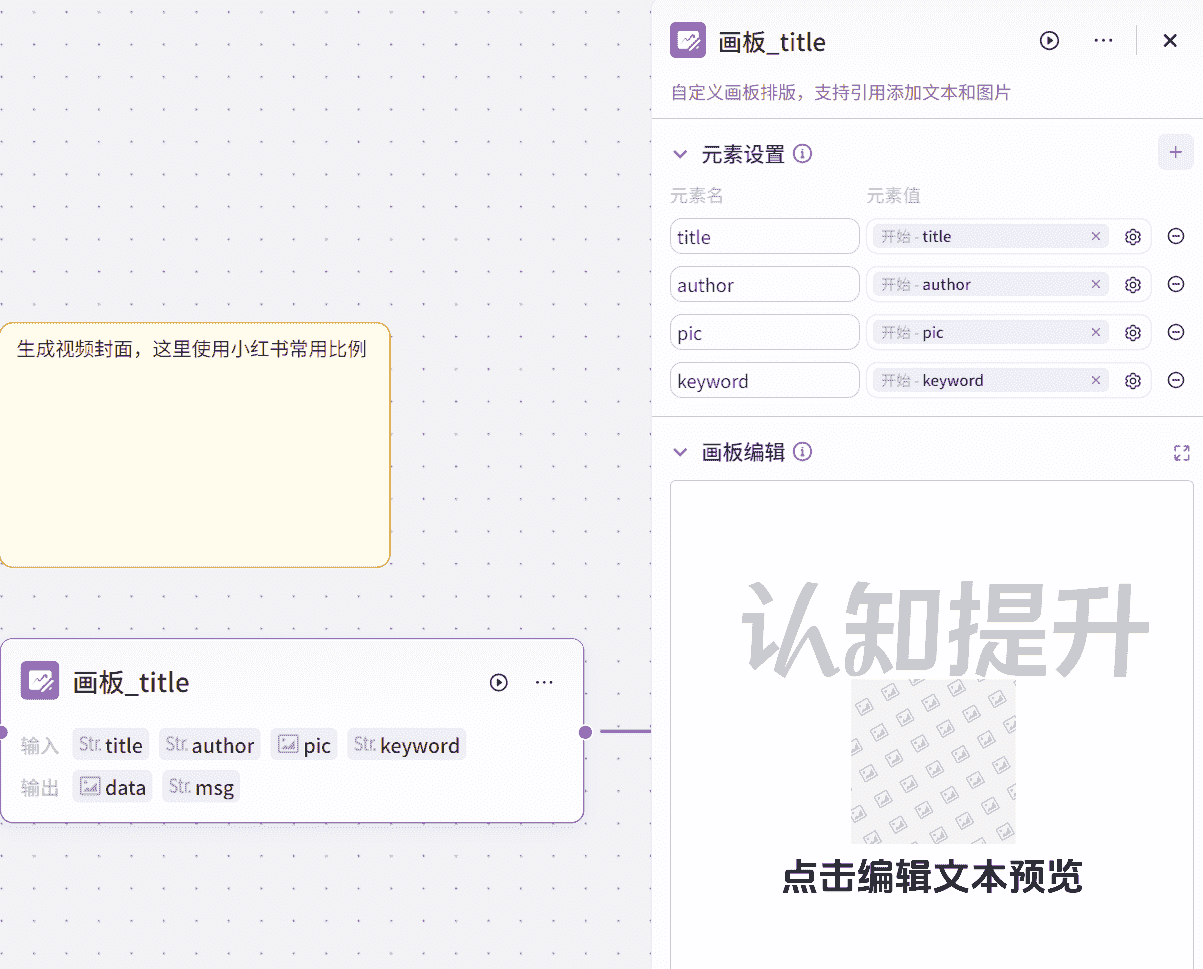 生成视频封面，这里使用小红书常用比例
画板_title
输入 Str. title Str. author pic Str. keyword
输出 data Str. msg
画板_title
自定义画板排版，支持引用添加文本和图片
元素设置
元素名 元素值
title 开始 - title
author 开始 - author
pic 开始 - pic
keyword 开始 - keyword
画板编辑
认知提升
点击编辑文本预览